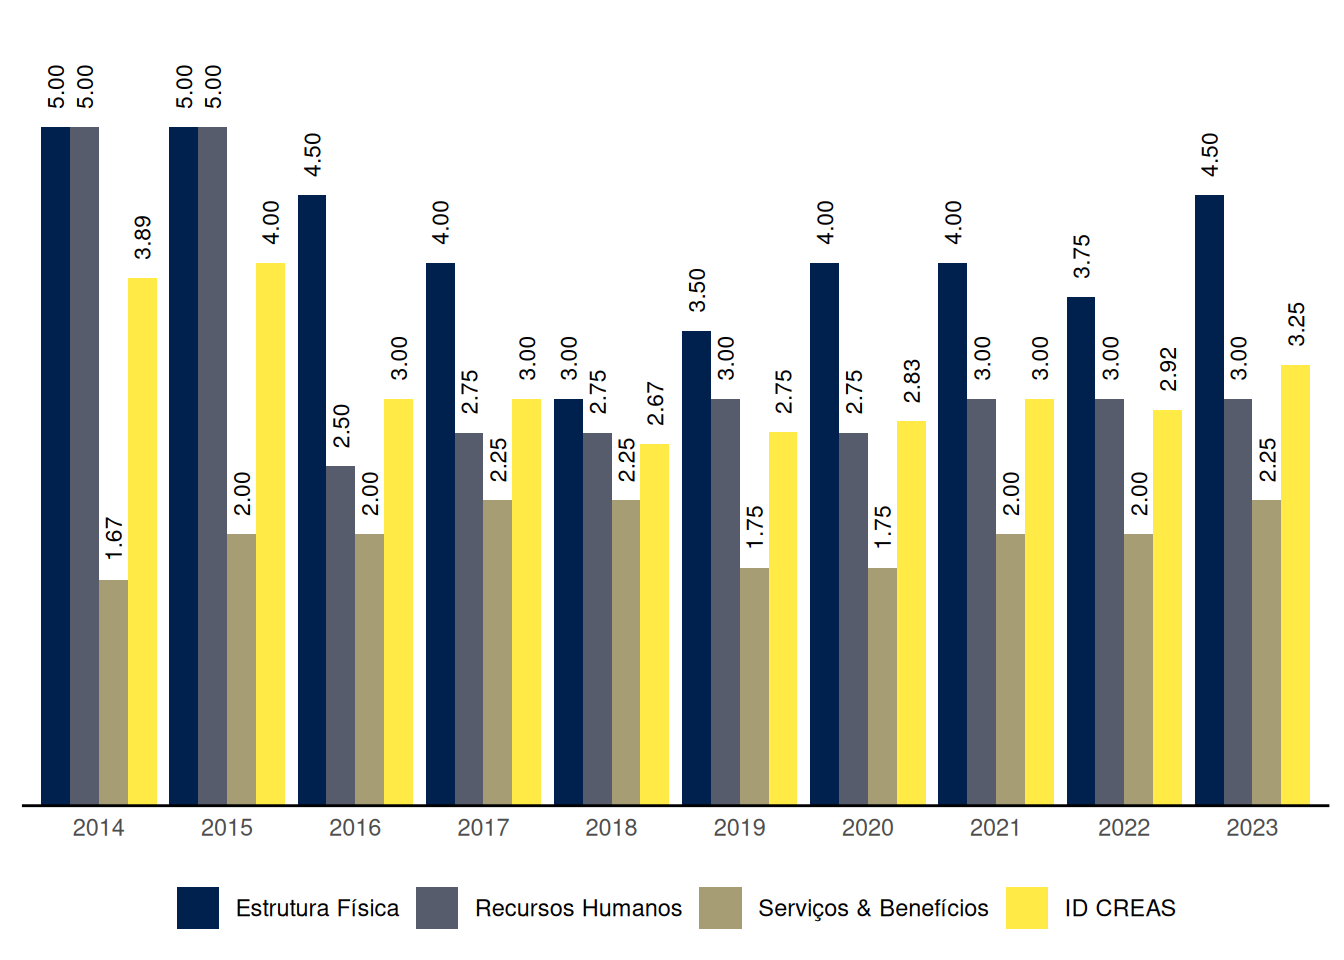 5.00 5.00 1.67 3.89
5.00 5.00 2.00 4.00
4.50 2.50 2.00 3.00
4.00 2.75 2.25 3.00
3.00 2.75 2.25 2.67
3.50 3.00 1.75 2.75
4.00 2.75 1.75 2.83
4.00 3.00 2.00 3.00
3.75 3.00 2.00 2.92
4.50 3.00 2.25 3.25
2014 2015 2016 2017 2018 2019 2020 2021 2022 2023
Estrutura Física Recursos Humanos Serviços & Benefícios ID CREAS